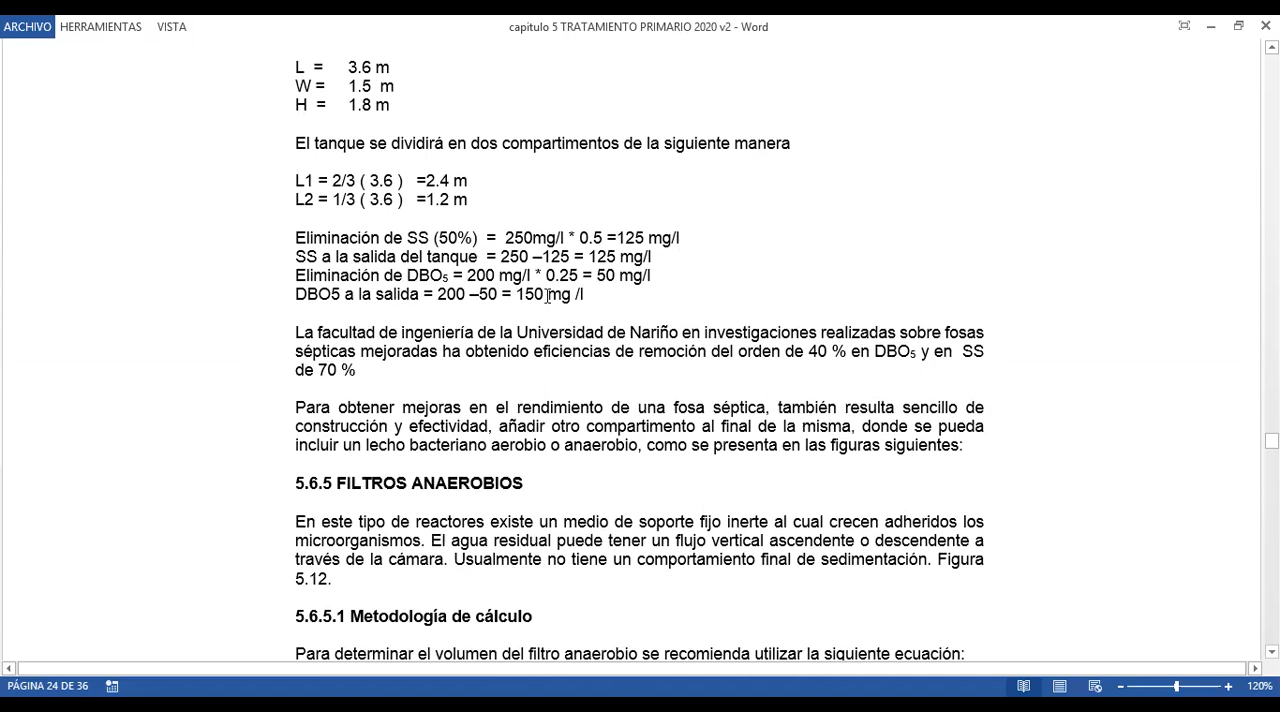 ARCHIVO HERRAMIENTAS VISTA capitulo 5 TRATAMIENTO PRIMARIO 2020 v2 - Word
L = 3.6 m
W = 1.5 m
H = 1.8 m
El tanque se dividirá en dos compartimentos de la siguiente manera
L1 = 2/3 ( 3.6 ) =2.4 m
L2 = 1/3 ( 3.6 ) =1.2 m
Eliminación de SS (50%) = 250mg/l * 0.5 =125 mg/l
SS a la salida del tanque = 250 –125 = 125 mg/l
Eliminación de DBO₅ = 200 mg/l * 0.25 = 50 mg/l
DBO5 a la salida = 200 –50 = 150 mg /l
La facultad de ingeniería de la Universidad de Nariño en investigaciones realizadas sobre fosas
sépticas mejoradas ha obtenido eficiencias de remoción del orden de 40 % en DBO₅ y en SS
de 70 %
Para obtener mejoras en el rendimiento de una fosa séptica, también resulta sencillo de
construcción y efectividad, añadir otro compartimento al final de la misma, donde se pueda
incluir un lecho bacteriano aerobio o anaerobio, como se presenta en las figuras siguientes:
5.6.5 FILTROS ANAEROBIOS
En este tipo de reactores existe un medio de soporte fijo inerte al cual crecen adheridos los
microorganismos. El agua residual puede tener un flujo vertical ascendente o descendente a
través de la cámara. Usualmente no tiene un comportamiento final de sedimentación. Figura
5.12.
5.6.5.1 Metodología de cálculo
Para determinar el volumen del filtro anaerobio se recomienda utilizar la siguiente ecuación:
PÁGINA 24 DE 36 120%